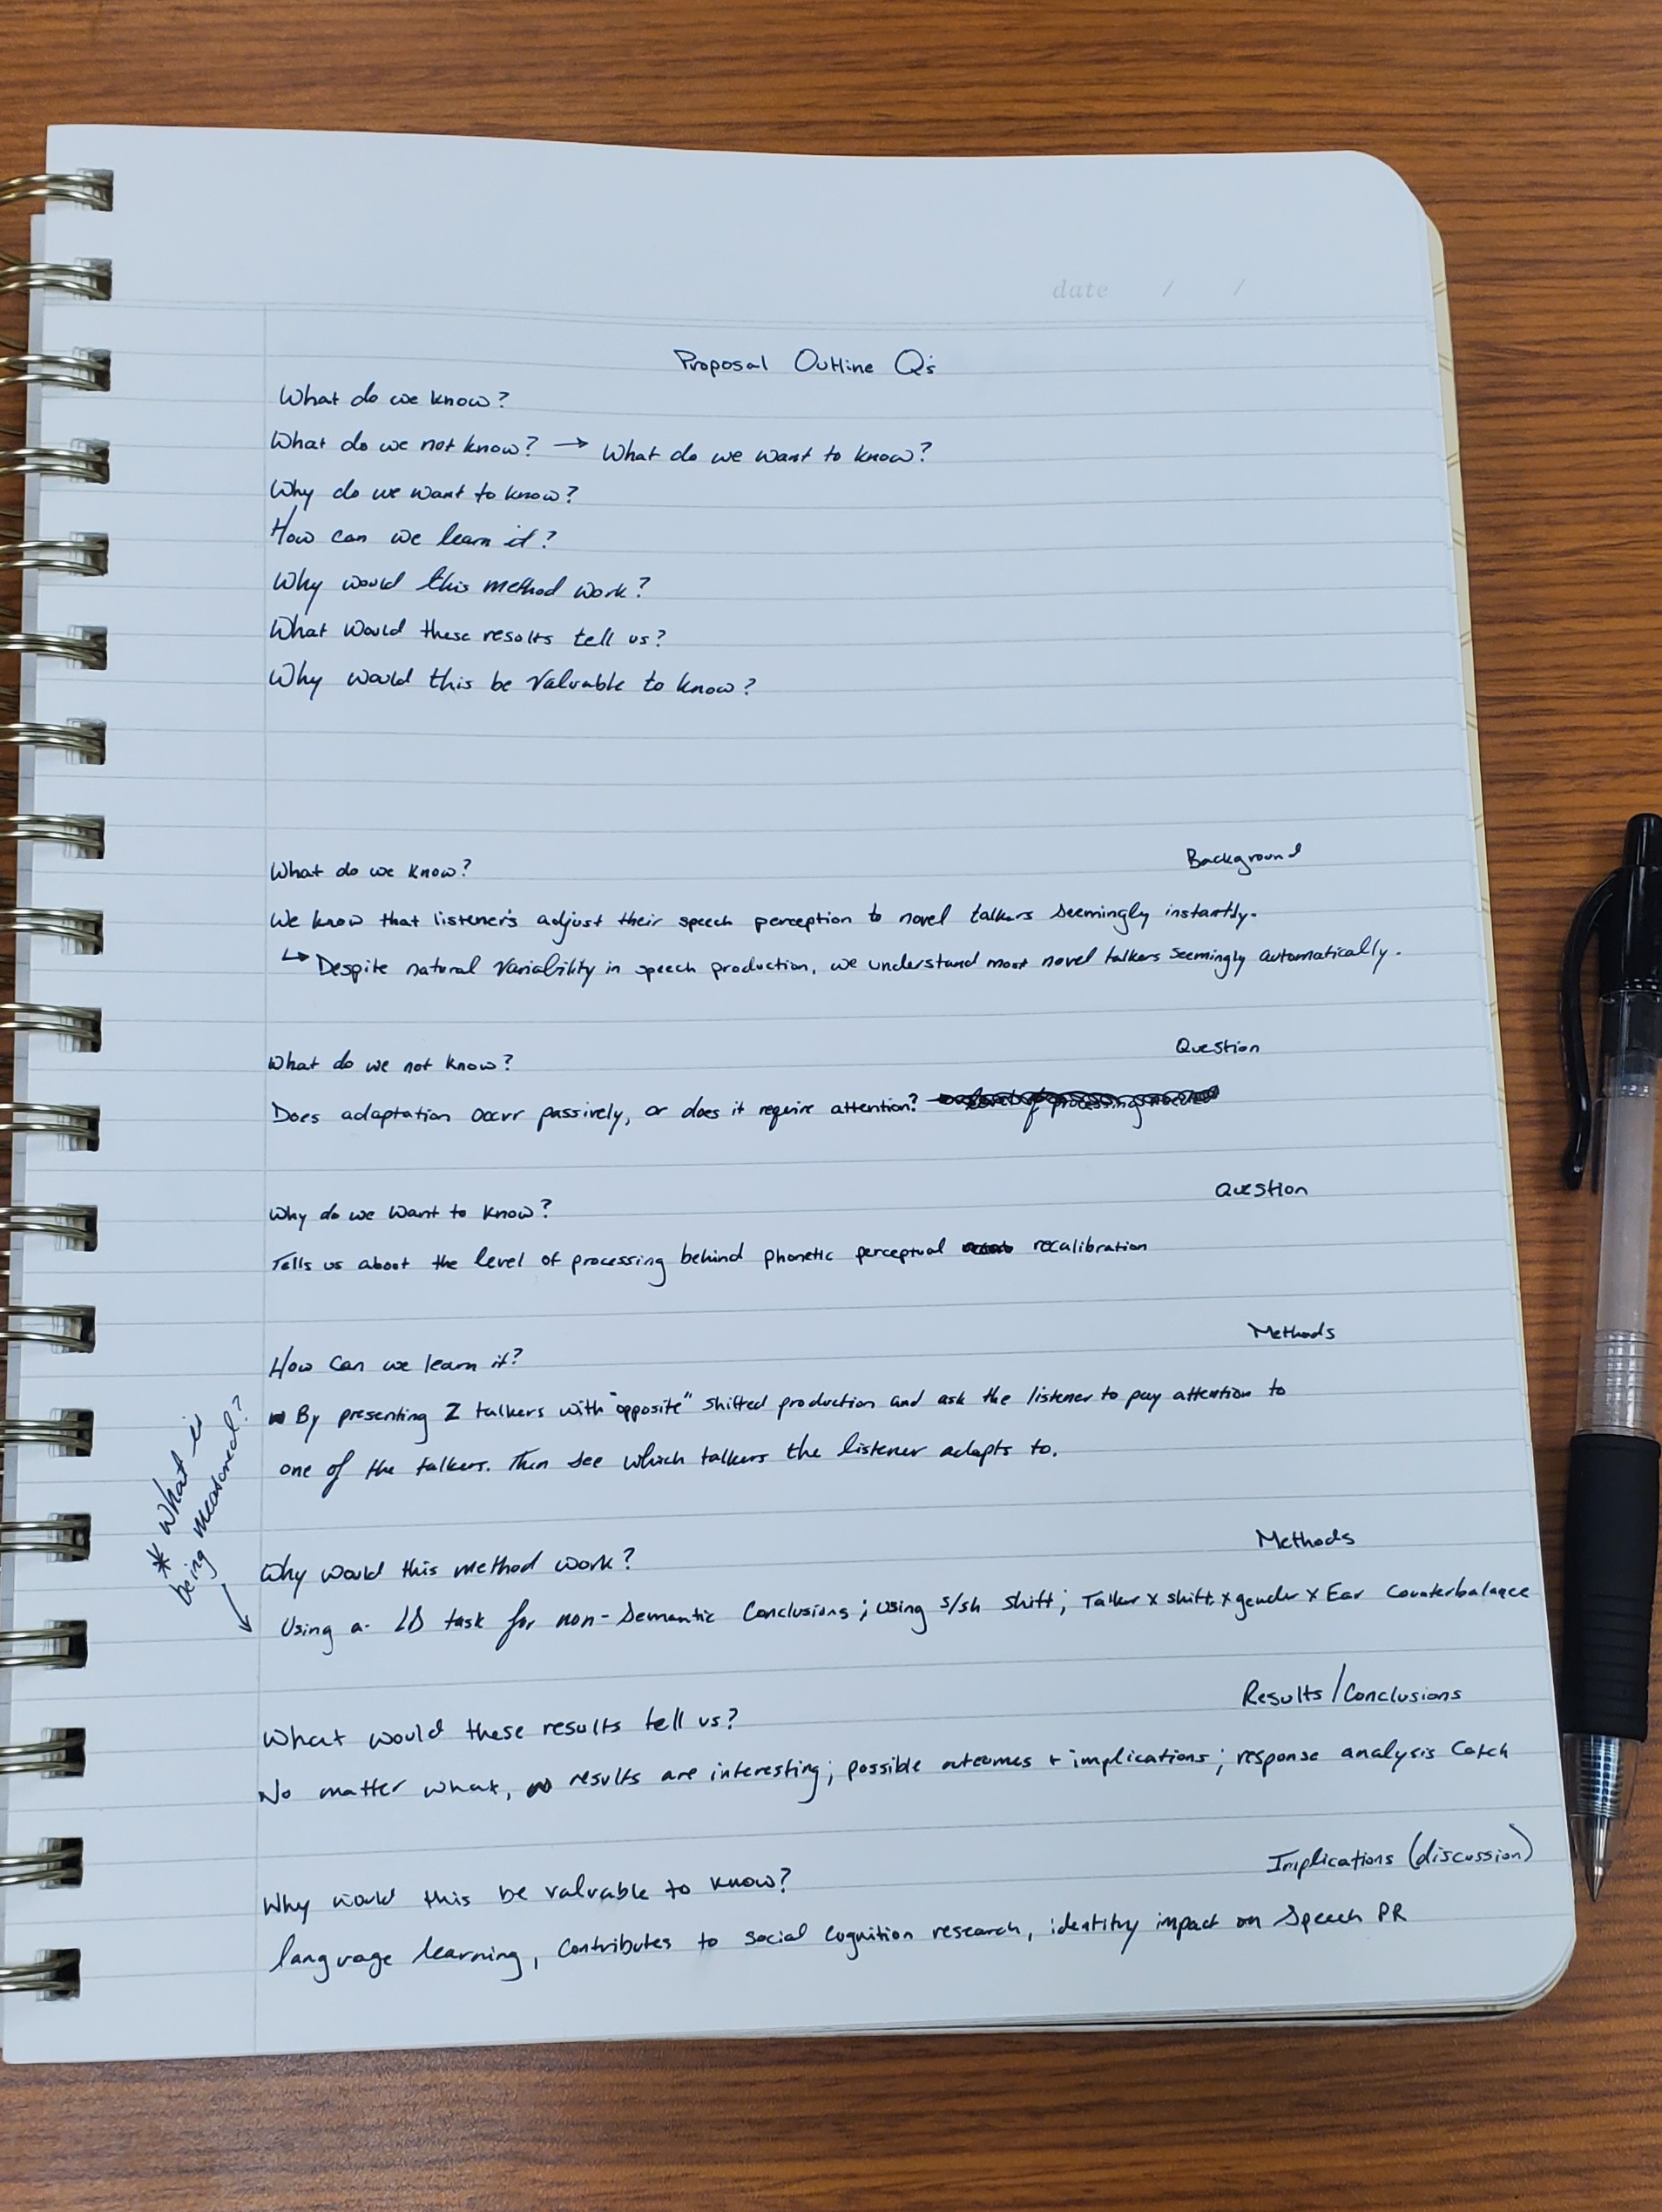 date / /
Proposal Outline Q's
What do we know?
What do we not know? → What do we want to know?
Why do we want to know?
How can we learn it?
Why would this method work?
What would these results tell us?
Why would this be valuable to know?
What do we know?
Background
We know that listener's adjust their speech perception to novel talkers seemingly instantly.
↳ Despite natural variability in speech production, we understand most novel talkers seemingly automatically.
What do we not know?
Question
Does adaptation occur passively, or does it require attention?
Why do we want to know?
Question
Tells us about the level of processing behind phonetic perceptual recalibration
How can we learn it?
Methods
By presenting 2 talkers with "opposite" shifted production and ask the listener to pay attention to
one of the talkers. Then see which talkers the listener adapts to.
* What is
being measured?
Why would this method work?
Methods
Using a LD task for non-semantic conclusions; using s/sh shift; Talker x shift x gender x Ear counterbalance
What would these results tell us?
Results/Conclusions
No matter what, results are interesting; possible outcomes + implications; response analysis catch
Why would this be valuable to know?
Implications (discussion)
language learning, contributes to social cognition research, identity impact on speech PR